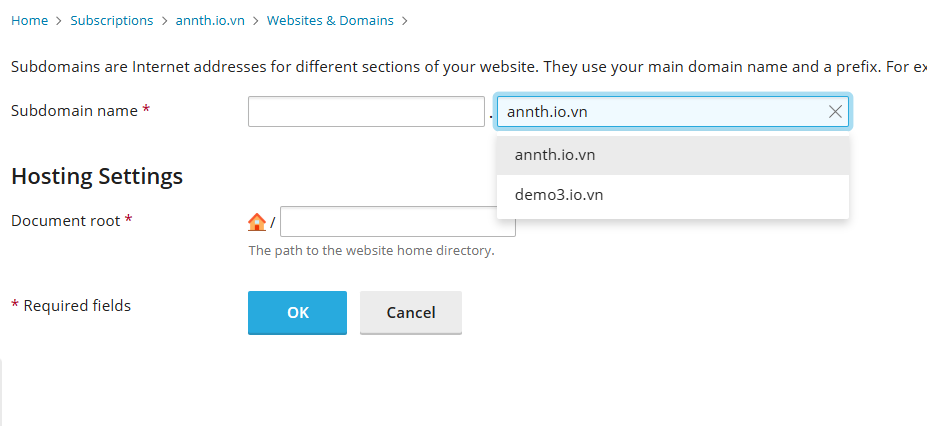 Home > Subscriptions > annth.io.vn > Websites & Domains >
Subdomains are Internet addresses for different sections of your website. They use your main domain name and a prefix. For ex
Subdomain name * . annth.io.vn
annth.io.vn
demo3.io.vn
Hosting Settings
Document root * /
The path to the website home directory.
* Required fields OK Cancel